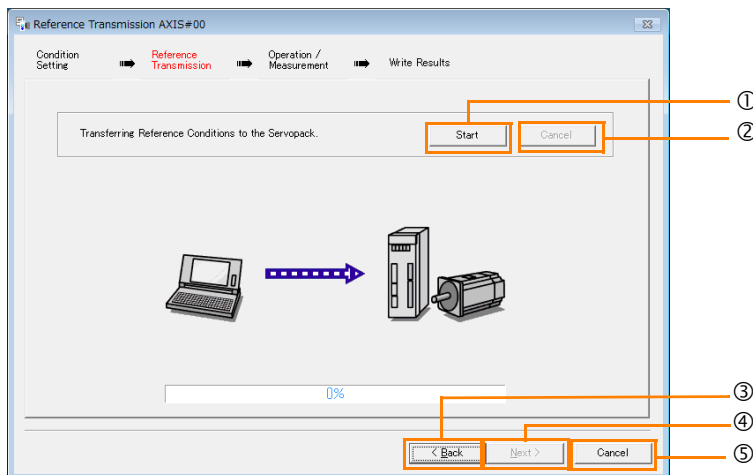 Reference Transmission AXIS#00
Condition Setting
Reference Transmission
Operation / Measurement
Write Results
Transferring Reference Conditions to the Servopack.
Start
Cancel
①
②
0%
③
④
⑤
< Back
Next >
Cancel